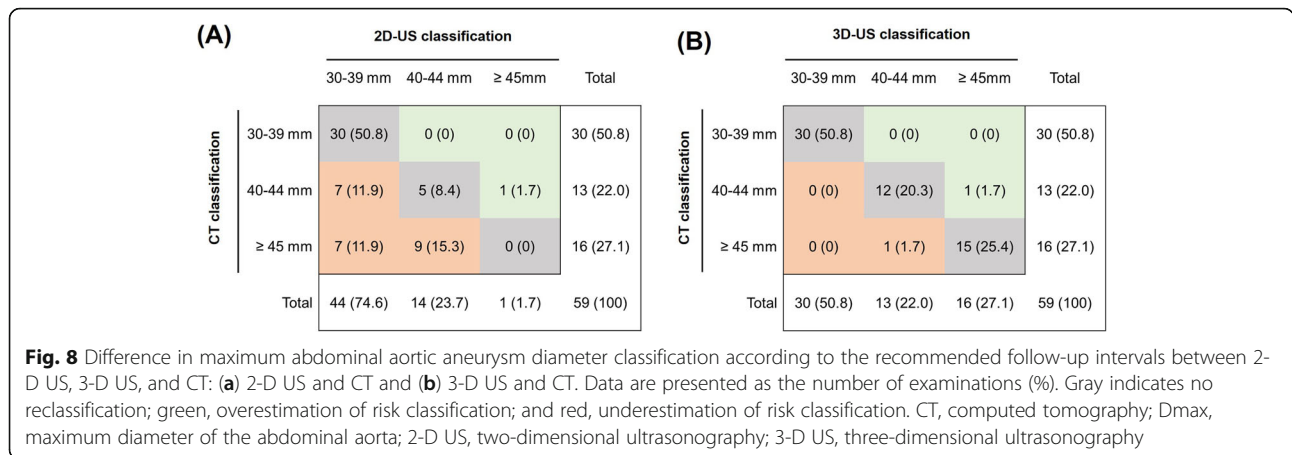 (A)
2D-US classification
30-39 mm 40-44 mm ≥ 45mm Total
CT classification
30-39 mm 30 (50.8) 0 (0) 0 (0) 30 (50.8)
40-44 mm 7 (11.9) 5 (8.4) 1 (1.7) 13 (22.0)
≥ 45 mm 7 (11.9) 9 (15.3) 0 (0) 16 (27.1)
Total 44 (74.6) 14 (23.7) 1 (1.7) 59 (100)
(B)
3D-US classification
30-39 mm 40-44 mm ≥ 45mm Total
CT classification
30-39 mm 30 (50.8) 0 (0) 0 (0) 30 (50.8)
40-44 mm 0 (0) 12 (20.3) 1 (1.7) 13 (22.0)
≥ 45 mm 0 (0) 1 (1.7) 15 (25.4) 16 (27.1)
Total 30 (50.8) 13 (22.0) 16 (27.1) 59 (100)
Fig. 8 Difference in maximum abdominal aortic aneurysm diameter classification according to the recommended follow-up intervals between 2-
D US, 3-D US, and CT: (a) 2-D US and CT and (b) 3-D US and CT. Data are presented as the number of examinations (%). Gray indicates no
reclassification; green, overestimation of risk classification; and red, underestimation of risk classification. CT, computed tomography; Dmax,
maximum diameter of the abdominal aorta; 2-D US, two-dimensional ultrasonography; 3-D US, three-dimensional ultrasonography